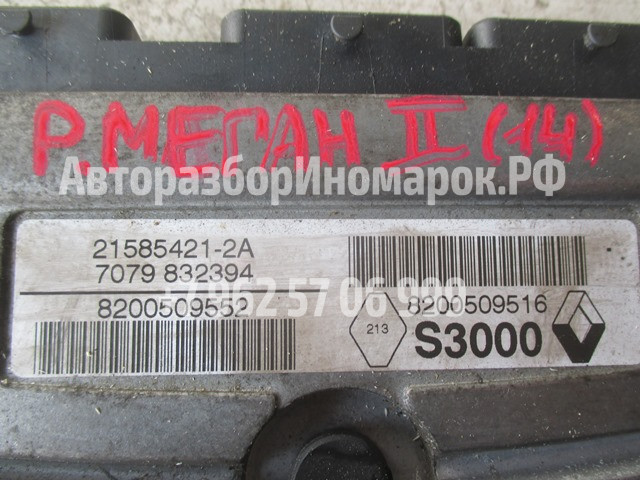 Р.МЕГАН II (14)
АвторазборИномарок.РФ
21585421-2A
7079 832394
8200509552
8200509516
213
S3000